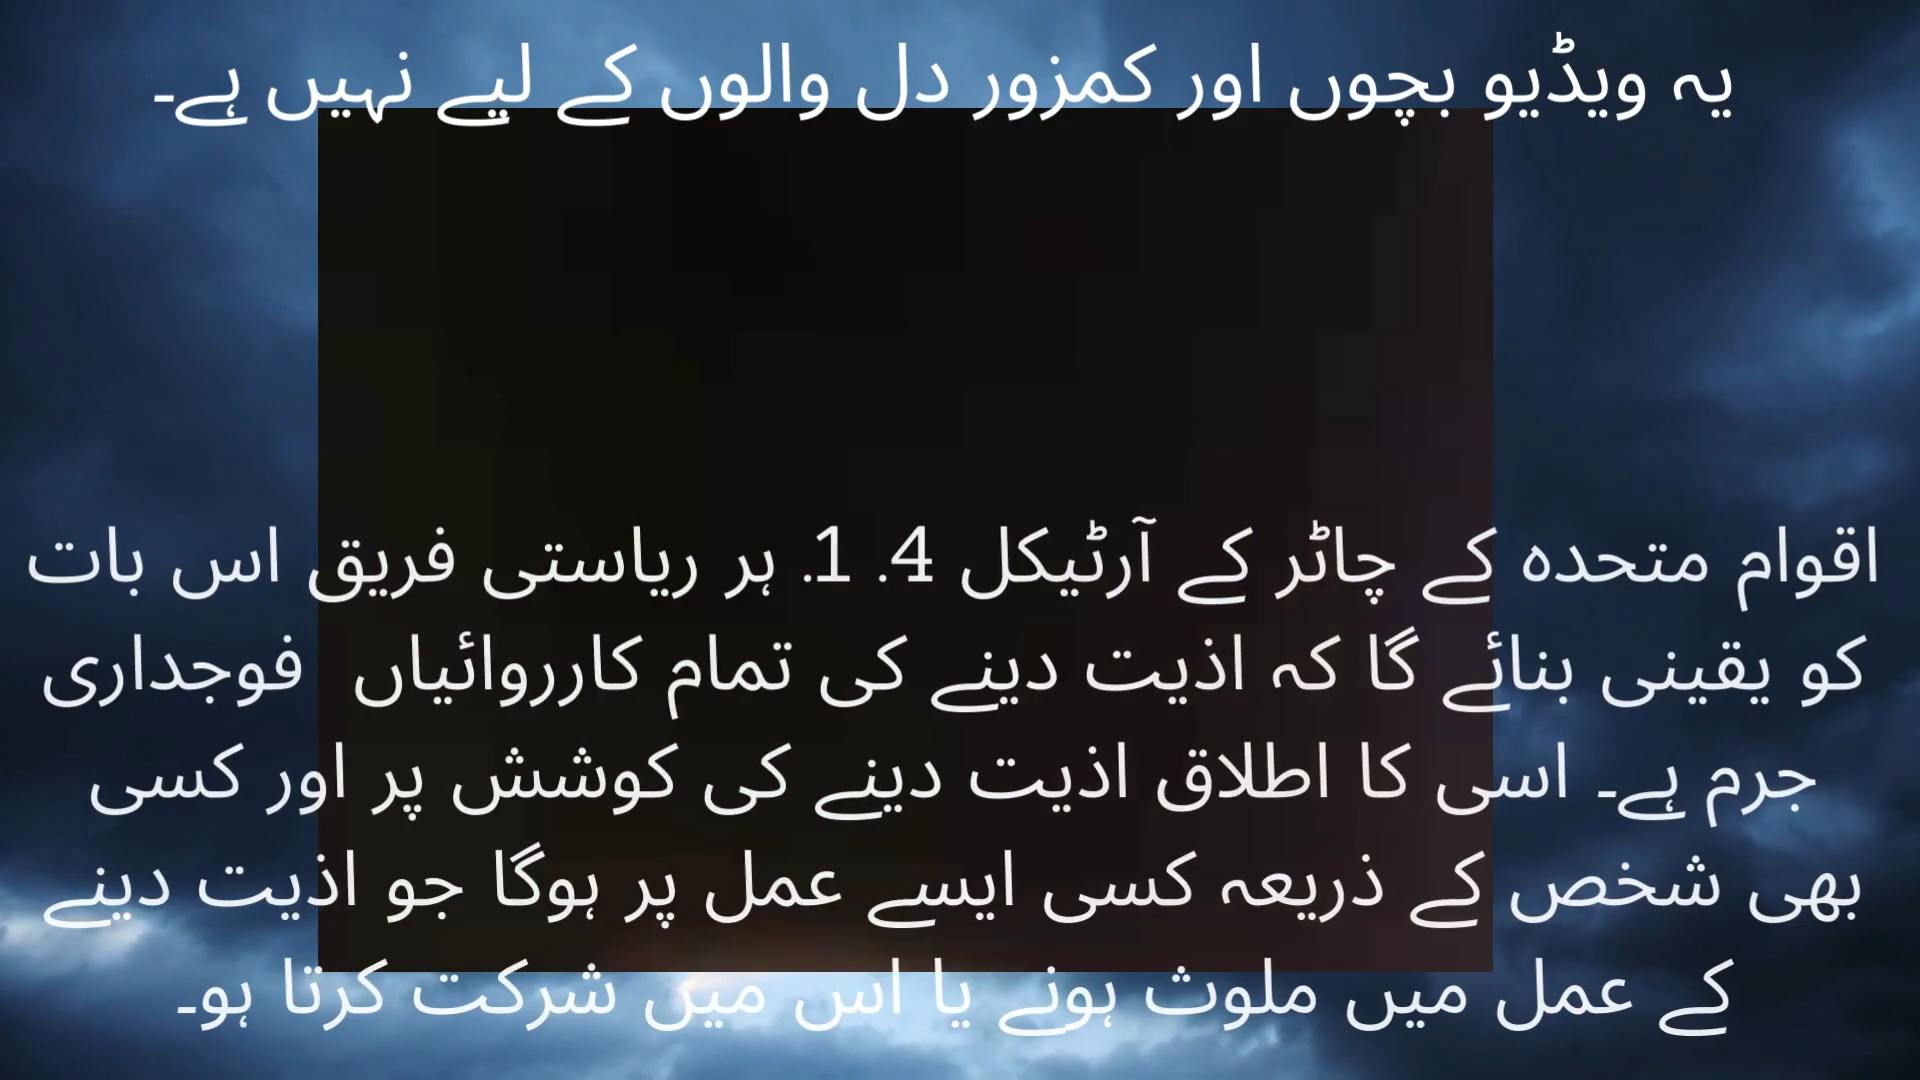 یہ ویڈیو بچوں اور کمزور دل والوں کے لیے نہیں ہے۔
اقوام متحدہ کے چاٹر کے آرٹیکل 4. 1. ہر ریاستی فریق اس بات
کو یقینی بنائے گا کہ اذیت دینے کی تمام کارروائیاں فوجداری
جرم ہے۔ اسی کا اطلاق اذیت دینے کی کوشش پر اور کسی
بھی شخص کے ذریعہ کسی ایسے عمل پر ہوگا جو اذیت دینے
کے عمل میں ملوث ہونے یا اس میں شرکت کرتا ہو۔